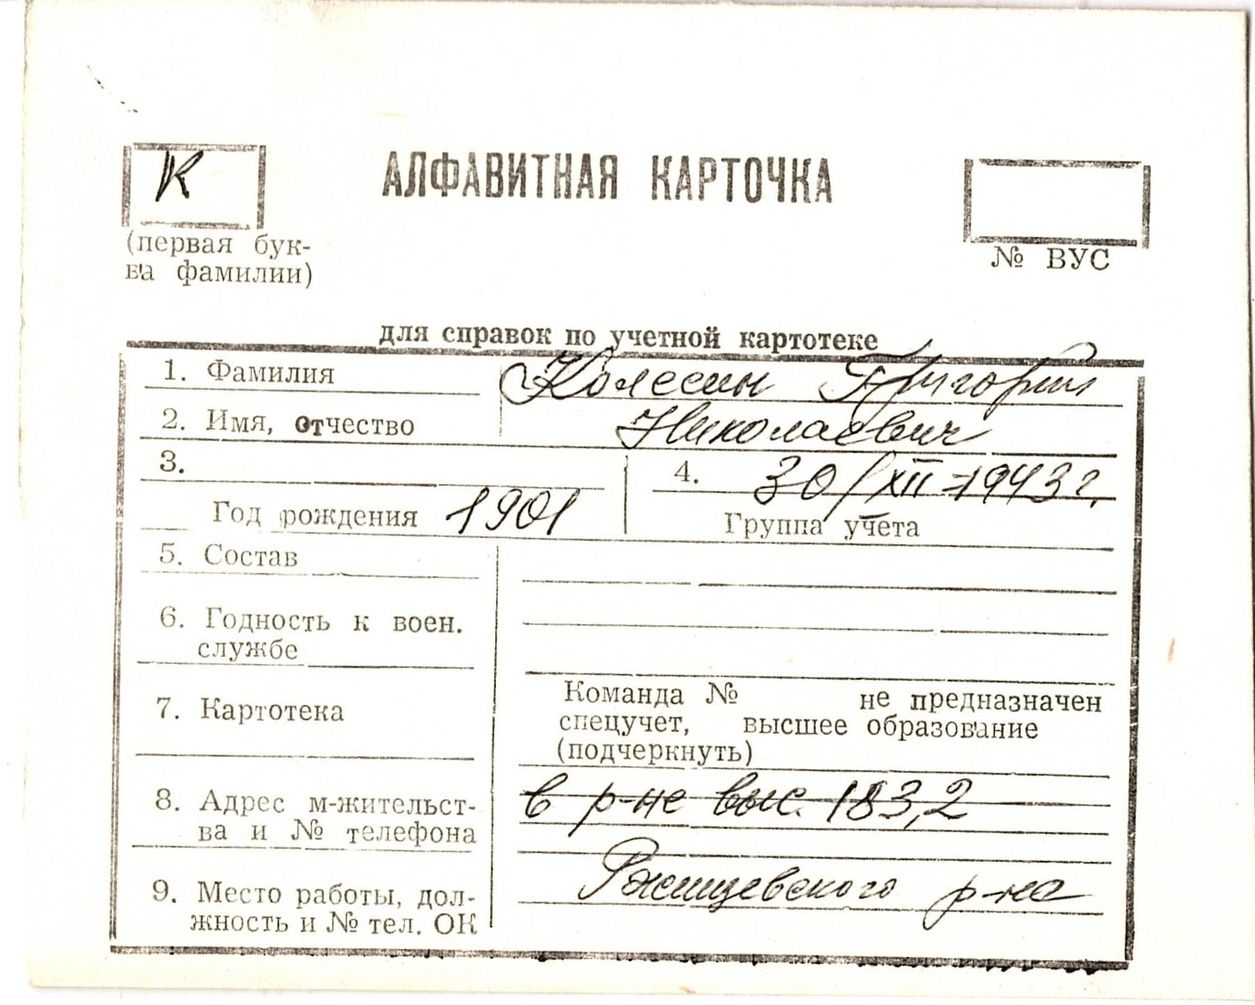 К
АЛФАВИТНАЯ КАРТОЧКА
(первая бук-
ва фамилии)
№ ВУС
для справок по учетной картотеке
1. Фамилия Колесин Григорий
2. Имя, отчество Николаевич
3.
4. 30/XII-1943г.
Год рождения 1901
Группа учета
5. Состав
6. Годность к воен.
службе
7. Картотека
Команда № не предназначен
спецучет, высшее образование
(подчеркнуть)
8. Адрес м-жительст-
ва и № телефона
в р-не выс. 183,2
9. Место работы, дол-
жность и № тел. ОК
Ржищевского р-на